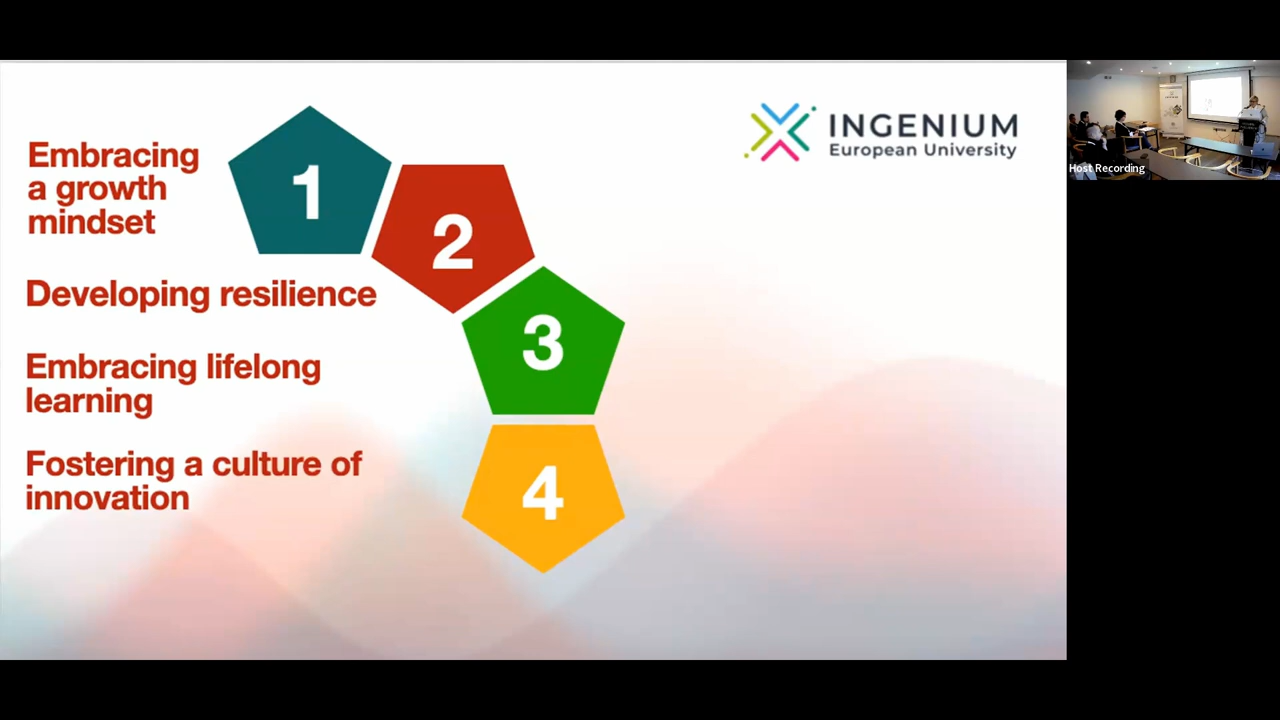 Embracing
a growth
mindset
1
2
Developing resilience
3
Embracing lifelong
learning
4
Fostering a culture of
innovation
INGENIUM
European University
Host Recording